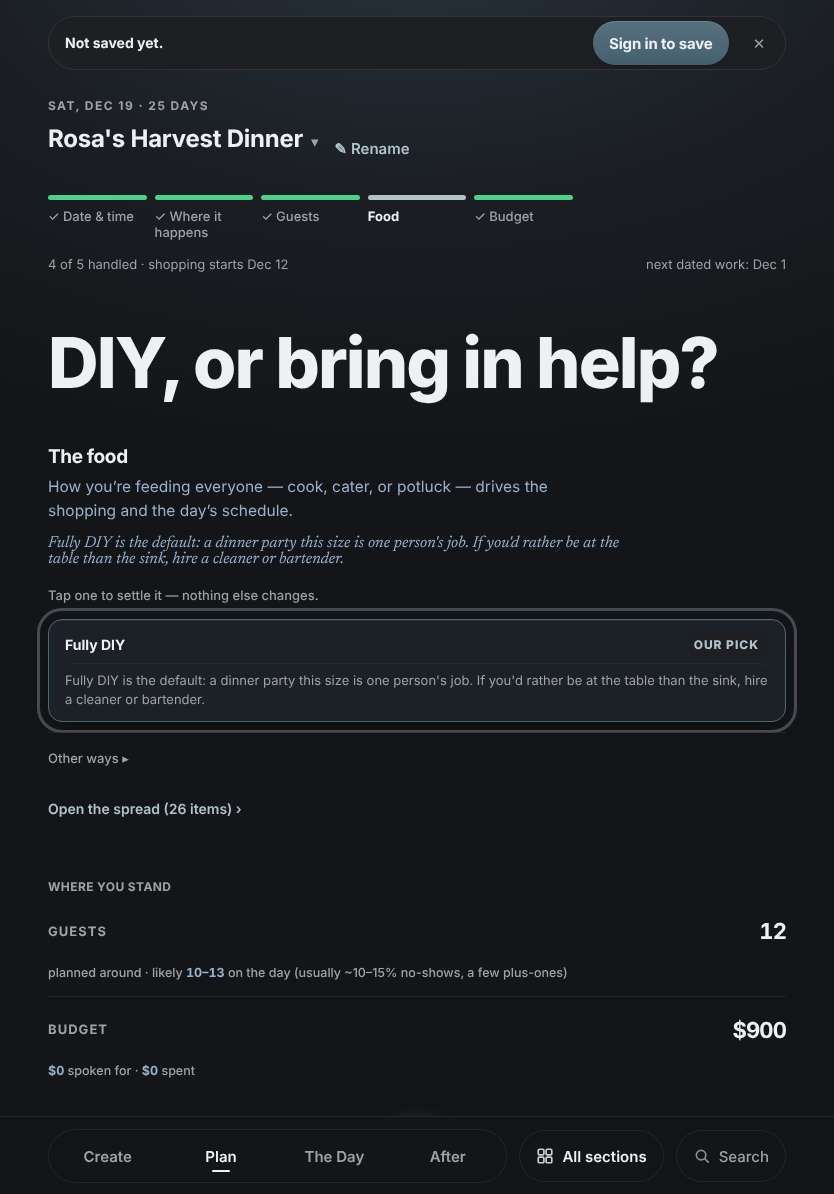 Not saved yet.
Sign in to save ×
SAT, DEC 19 · 25 DAYS
Rosa's Harvest Dinner ▾ ✎ Rename
✓ Date & time
✓ Where it
happens
✓ Guests
Food
✓ Budget
4 of 5 handled · shopping starts Dec 12
next dated work: Dec 1
DIY, or bring in help?
The food
How you’re feeding everyone — cook, cater, or potluck — drives the
shopping and the day’s schedule.
Fully DIY is the default: a dinner party this size is one person's job. If you'd rather be at the
table than the sink, hire a cleaner or bartender.
Tap one to settle it — nothing else changes.
Fully DIY
OUR PICK
Fully DIY is the default: a dinner party this size is one person's job. If you'd rather be at the table than the sink, hire
a cleaner or bartender.
Other ways ▸
Open the spread (26 items) ›
WHERE YOU STAND
GUESTS
12
planned around · likely 10–13 on the day (usually ~10–15% no-shows, a few plus-ones)
BUDGET
$900
$0 spoken for · $0 spent
Create
Plan
The Day
After
All sections
Search